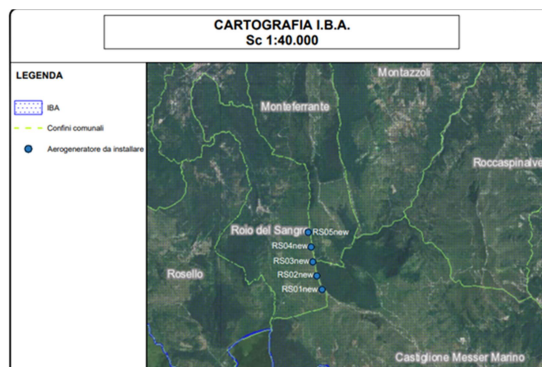 CARTOGRAFIA I.B.A.
Sc 1:40.000
LEGENDA
IBA
Confini comunali
Aerogeneratore da installare
Montazzoli
Monteferrante
Roccaspinalve
Roio del Sangro
RS05new
RS04new
RS03new
RS02new
RS01new
Rosello
Castiglione Messer Marino